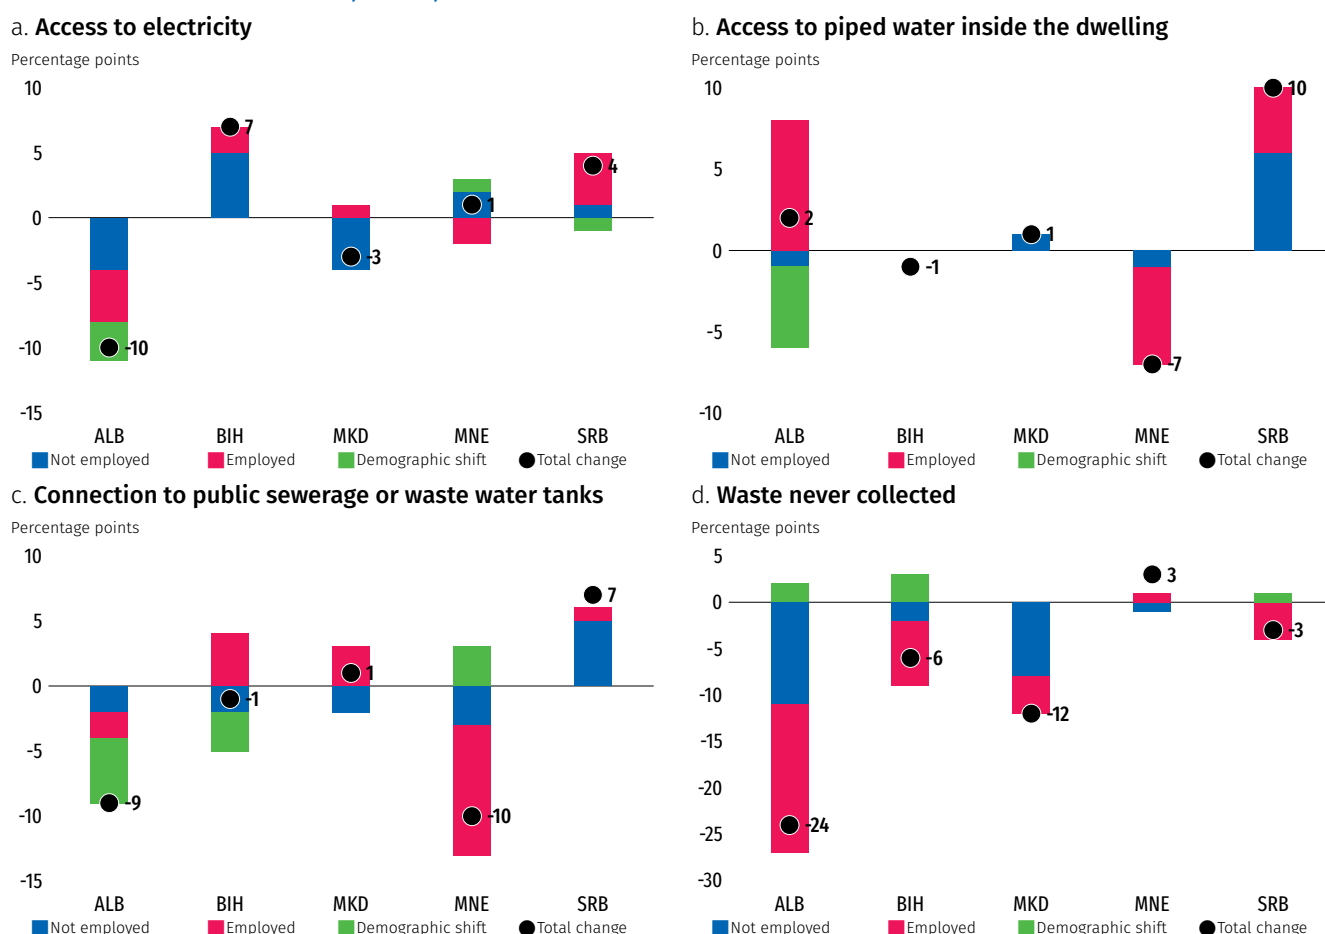 a. Access to electricity
Percentage points
10
5
0
-5
-10
-15
-10
7
-3
1
4
ALB BIH MKD MNE SRB
Not employed Employed Demographic shift Total change
b. Access to piped water inside the dwelling
Percentage points
10
5
0
-5
-10
2
-1
1
-7
10
ALB BIH MKD MNE SRB
Not employed Employed Demographic shift Total change
c. Connection to public sewerage or waste water tanks
Percentage points
10
5
0
-5
-10
-15
-9
-1
1
-10
7
ALB BIH MKD MNE SRB
Not employed Employed Demographic shift Total change
d. Waste never collected
Percentage points
5
0
-5
-10
-15
-20
-25
-30
-24
-6
-12
3
-3
ALB BIH MKD MNE SRB
Not employed Employed Demographic shift Total change